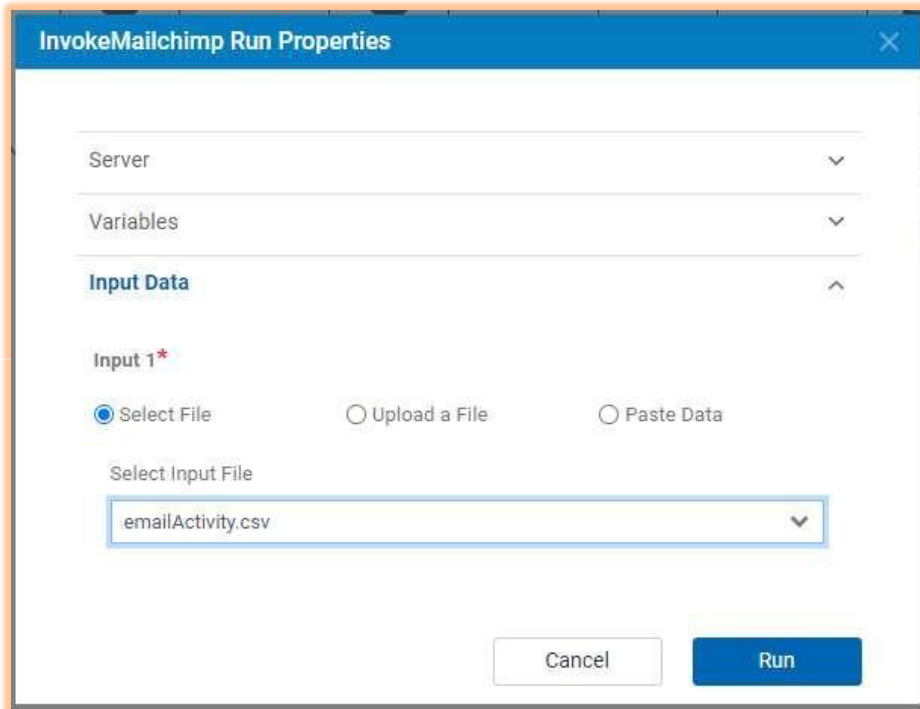 InvokeMailchimp Run Properties
Server
Variables
Input Data
Input 1*
Select File Upload a File Paste Data
Select Input File
emailActivity.csv
Cancel Run